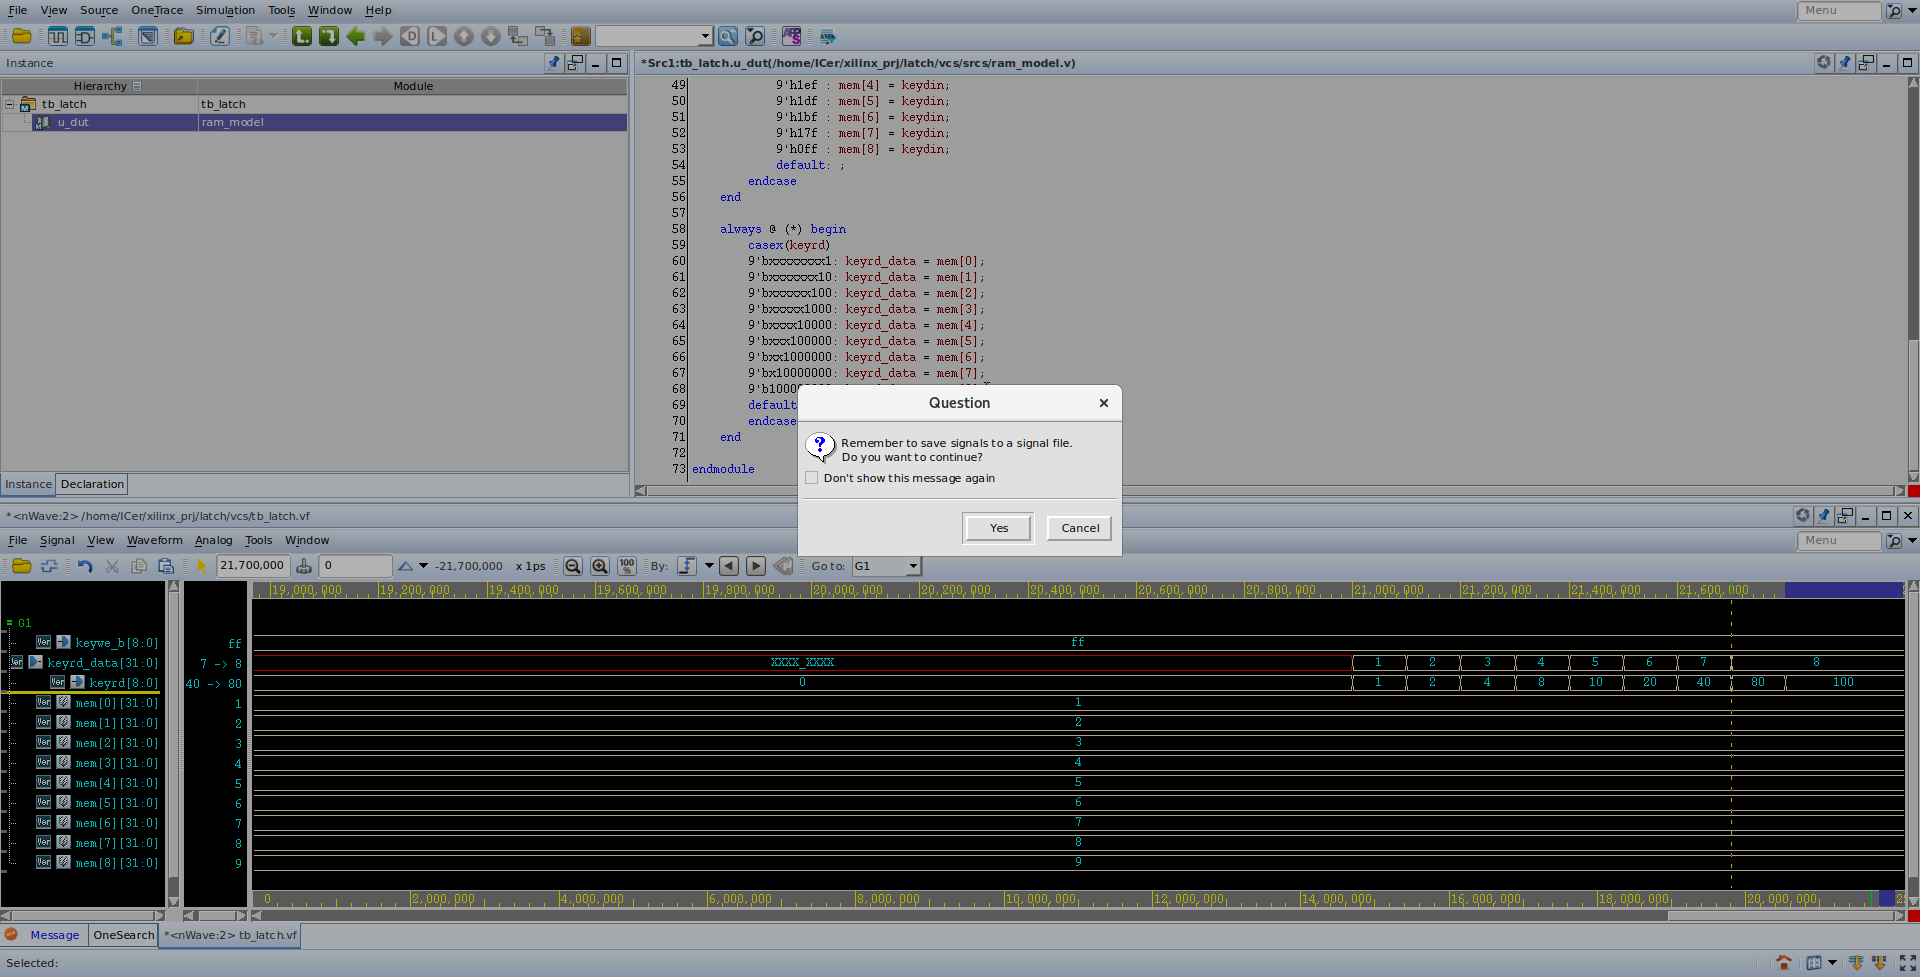 File View Source OneTrace Simulation Tools Window Help
Menu
Instance
*Src1:tb_latch.u_dut(/home/ICer/xilinx_prj/latch/vcs/srcs/ram_model.v)
Hierarchy Module
tb_latch tb_latch
u_dut ram_model
49 9'h1ef : mem[4] = keydin;
50 9'h1df : mem[5] = keydin;
51 9'h1bf : mem[6] = keydin;
52 9'h17f : mem[7] = keydin;
53 9'h0ff : mem[8] = keydin;
54 default: ;
55 endcase
56 end
57
58 always @ (*) begin
59 casex(keyrd)
60 9'bxxxxxxxx1: keyrd_data = mem[0];
61 9'bxxxxxxx10: keyrd_data = mem[1];
62 9'bxxxxxx100: keyrd_data = mem[2];
63 9'bxxxxx1000: keyrd_data = mem[3];
64 9'bxxxx10000: keyrd_data = mem[4];
65 9'bxxx100000: keyrd_data = mem[5];
66 9'bxx1000000: keyrd_data = mem[6];
67 9'bx10000000: keyrd_data = mem[7];
68 9'b1000
69 default
70 endcase
71 end
72
73 endmodule
Instance Declaration
Question
Remember to save signals to a signal file.
Do you want to continue?
Don't show this message again
Yes Cancel
*<nWave:2> /home/ICer/xilinx_prj/latch/vcs/tb_latch.vf
File Signal View Waveform Analog Tools Window
Menu
21,700,000 0 -21,700,000 x 1ps 100% By: Go to: G1
19,000,000 19,200,000 19,400,000 19,600,000 19,800,000 20,000,000 20,200,000 20,400,000 20,600,000 20,800,000 21,000,000 21,200,000 21,400,000 21,600,000
G1
keywe_b[8:0] ff ff
keyrd_data[31:0] 7 -> 8 XXXX_XXXX 1 2 3 4 5 6 7 8
keyrd[8:0] 40 -> 80 0 1 2 4 8 10 20 40 80 100
mem[0][31:0] 1 1
mem[1][31:0] 2 2
mem[2][31:0] 3 3
mem[3][31:0] 4 4
mem[4][31:0] 5 5
mem[5][31:0] 6 6
mem[6][31:0] 7 7
mem[7][31:0] 8 8
mem[8][31:0] 9 9
0 2,000,000 4,000,000 6,000,000 8,000,000 10,000,000 12,000,000 14,000,000 16,000,000 18,000,000 20,000,000
Message OneSearch *<nWave:2> tb_latch.vf
Selected: